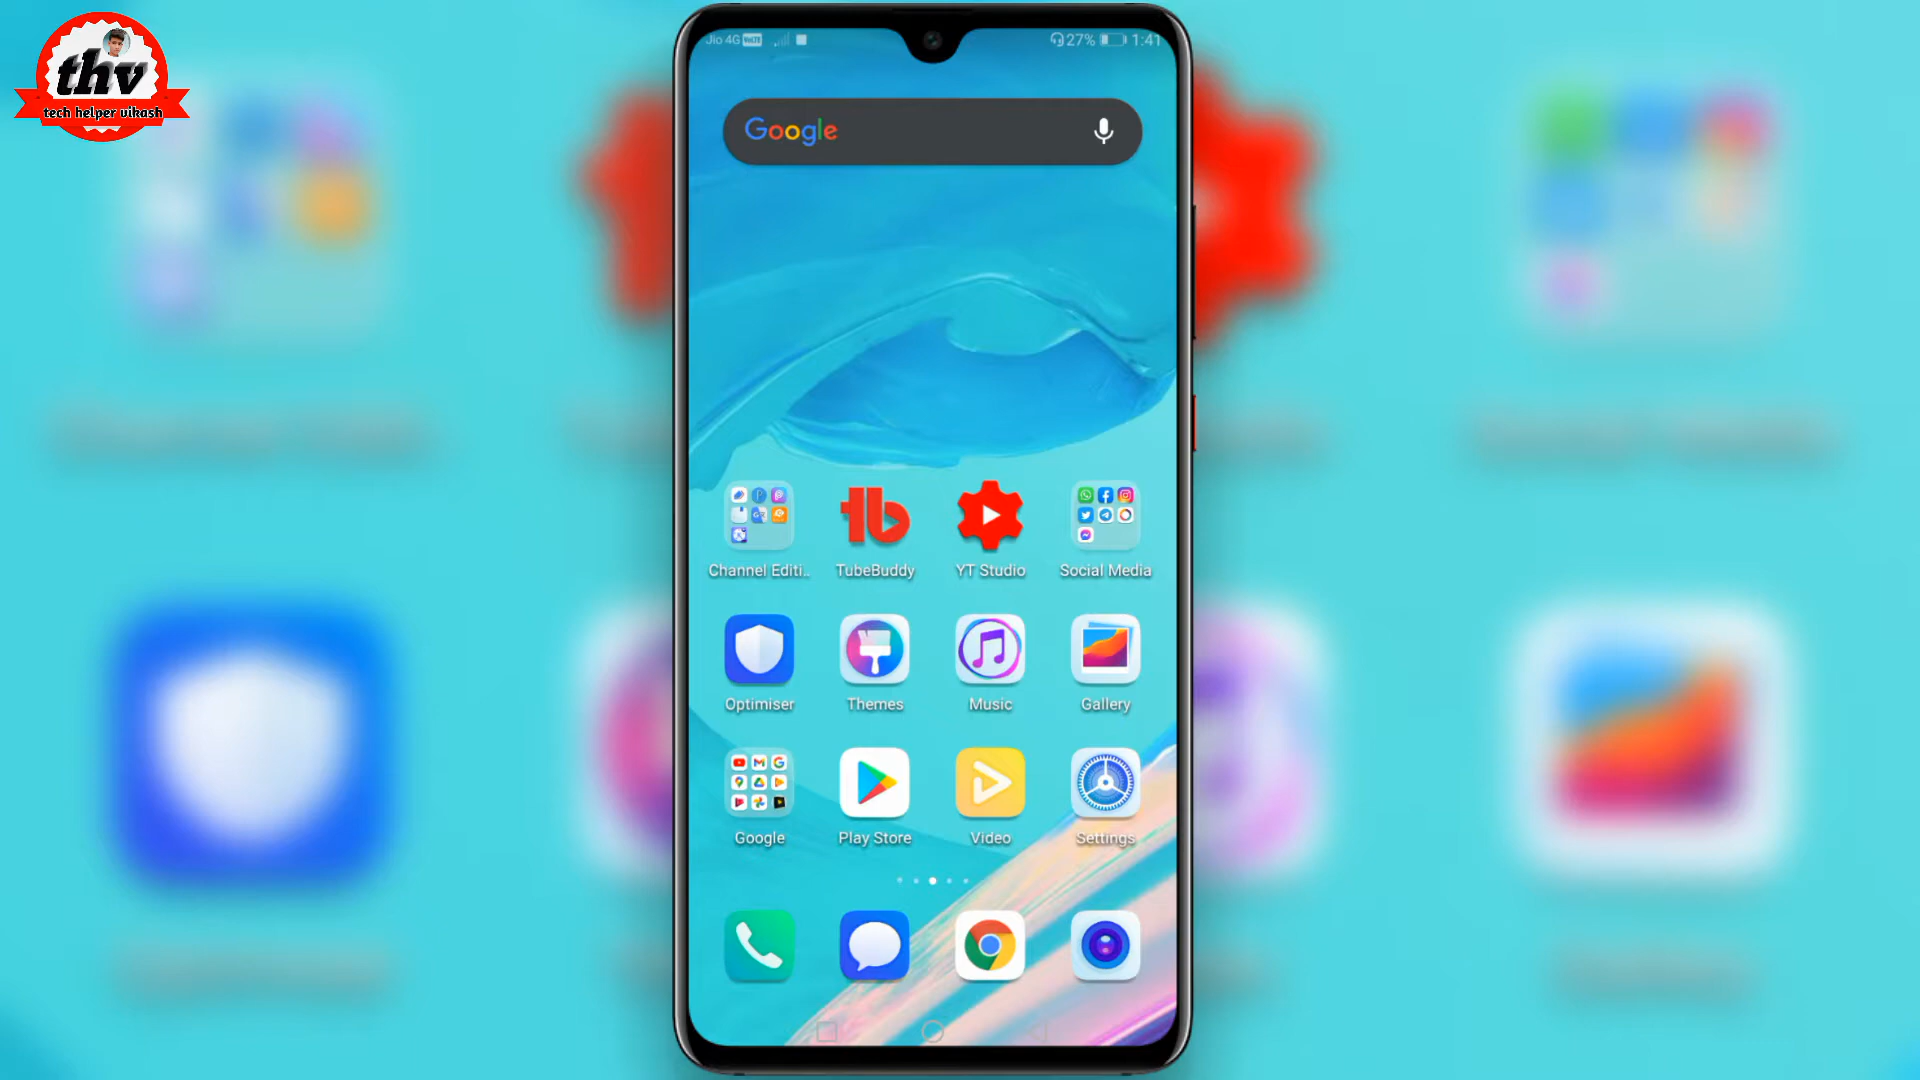 thv
tech helper vikash
Jio 4G VoLTE
27% 1:41
Google
Channel Editi..
TubeBuddy
YT Studio
Social Media
Optimiser
Themes
Music
Gallery
Google
Play Store
Video
Settings